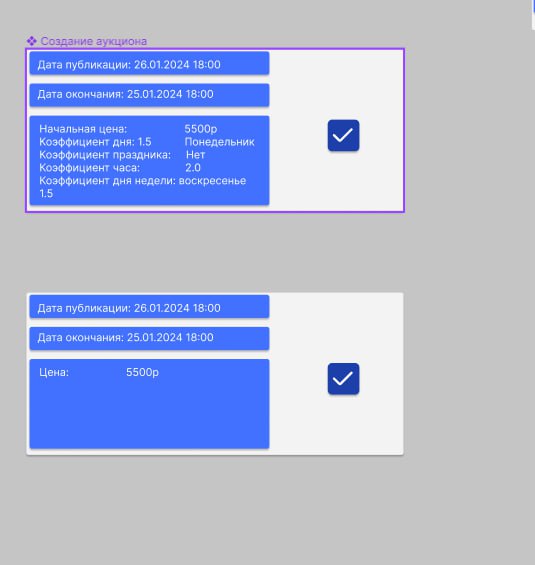 Создание аукциона
Дата публикации: 26.01.2024 18:00
Дата окончания: 25.01.2024 18:00
Начальная цена: 5500р
Коэффициент дня: 1.5 Понедельник
Коэффициент праздника: Нет
Коэффициент часа: 2.0
Коэффициент дня недели: воскресенье
1.5
Дата публикации: 26.01.2024 18:00
Дата окончания: 25.01.2024 18:00
Цена: 5500р